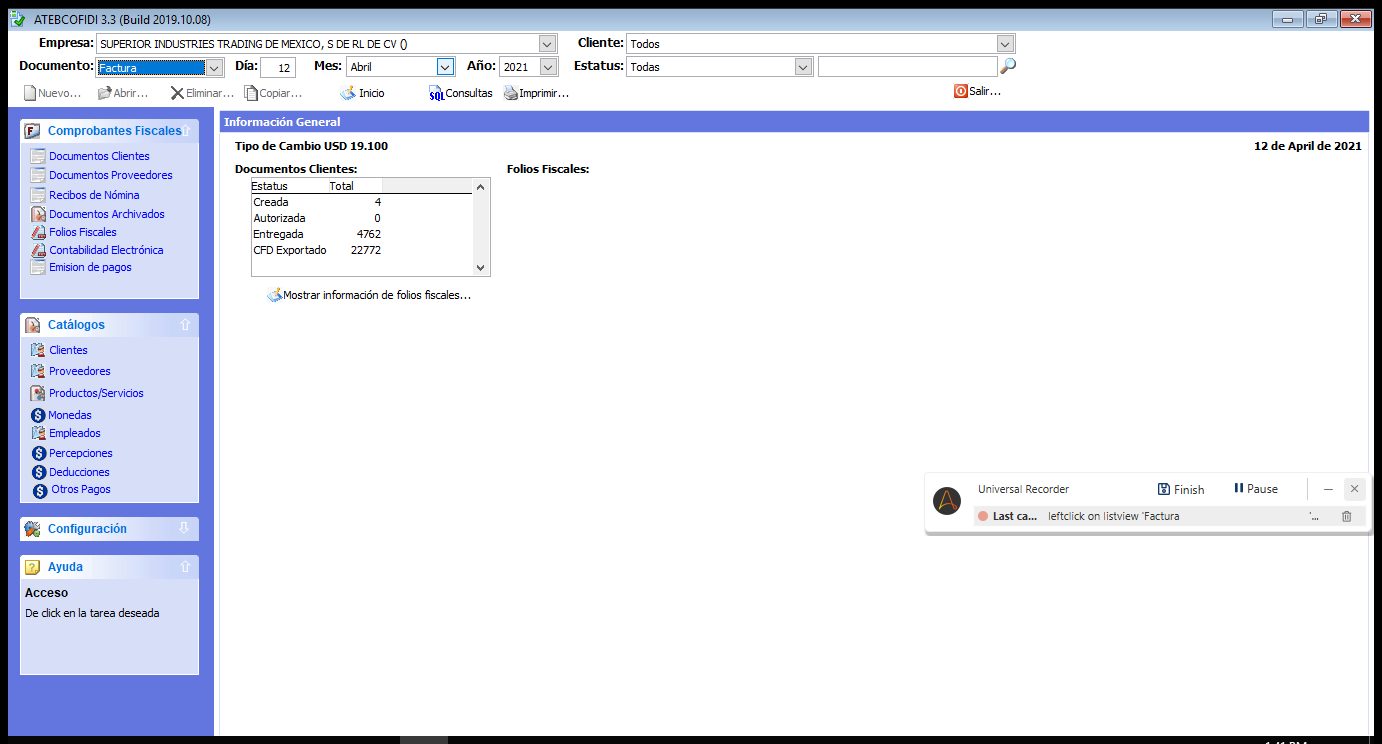 ATEBCOFIDI 3.3 (Build 2019.10.08)
Empresa: SUPERIOR INDUSTRIES TRADING DE MEXICO, S DE RL DE CV () Cliente: Todos
Documento: Factura Día: 12 Mes: Abril Año: 2021 Estatus: Todas
Nuevo... Abrir... Eliminar... Copiar... Inicio SQL Consultas Imprimir... Salir...
Comprobantes Fiscales
Documentos Clientes
Documentos Proveedores
Recibos de Nómina
Documentos Archivados
Folios Fiscales
Contabilidad Electrónica
Emision de pagos
Catálogos
Clientes
Proveedores
Productos/Servicios
Monedas
Empleados
Percepciones
Deducciones
Otros Pagos
Configuración
Ayuda
Acceso
De click en la tarea deseada
Información General
Tipo de Cambio USD 19.100 12 de April de 2021
Documentos Clientes: Folios Fiscales:
Estatus Total
Creada 4
Autorizada 0
Entregada 4762
CFD Exportado 22772
Mostrar información de folios fiscales...
Universal Recorder Finish Pause
Last ca... leftclick on listview 'Factura '...